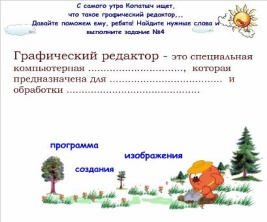 С самого утра Копатыч ищет,
что такое графический редактор...
Давайте поможем ему, ребята! Найдите нужные слова и
выполните задание №4
Графический редактор - это специальная
компьютерная ................................, которая
предназначена для ..................................... и
обработки ............................................
программа
изображения
создания